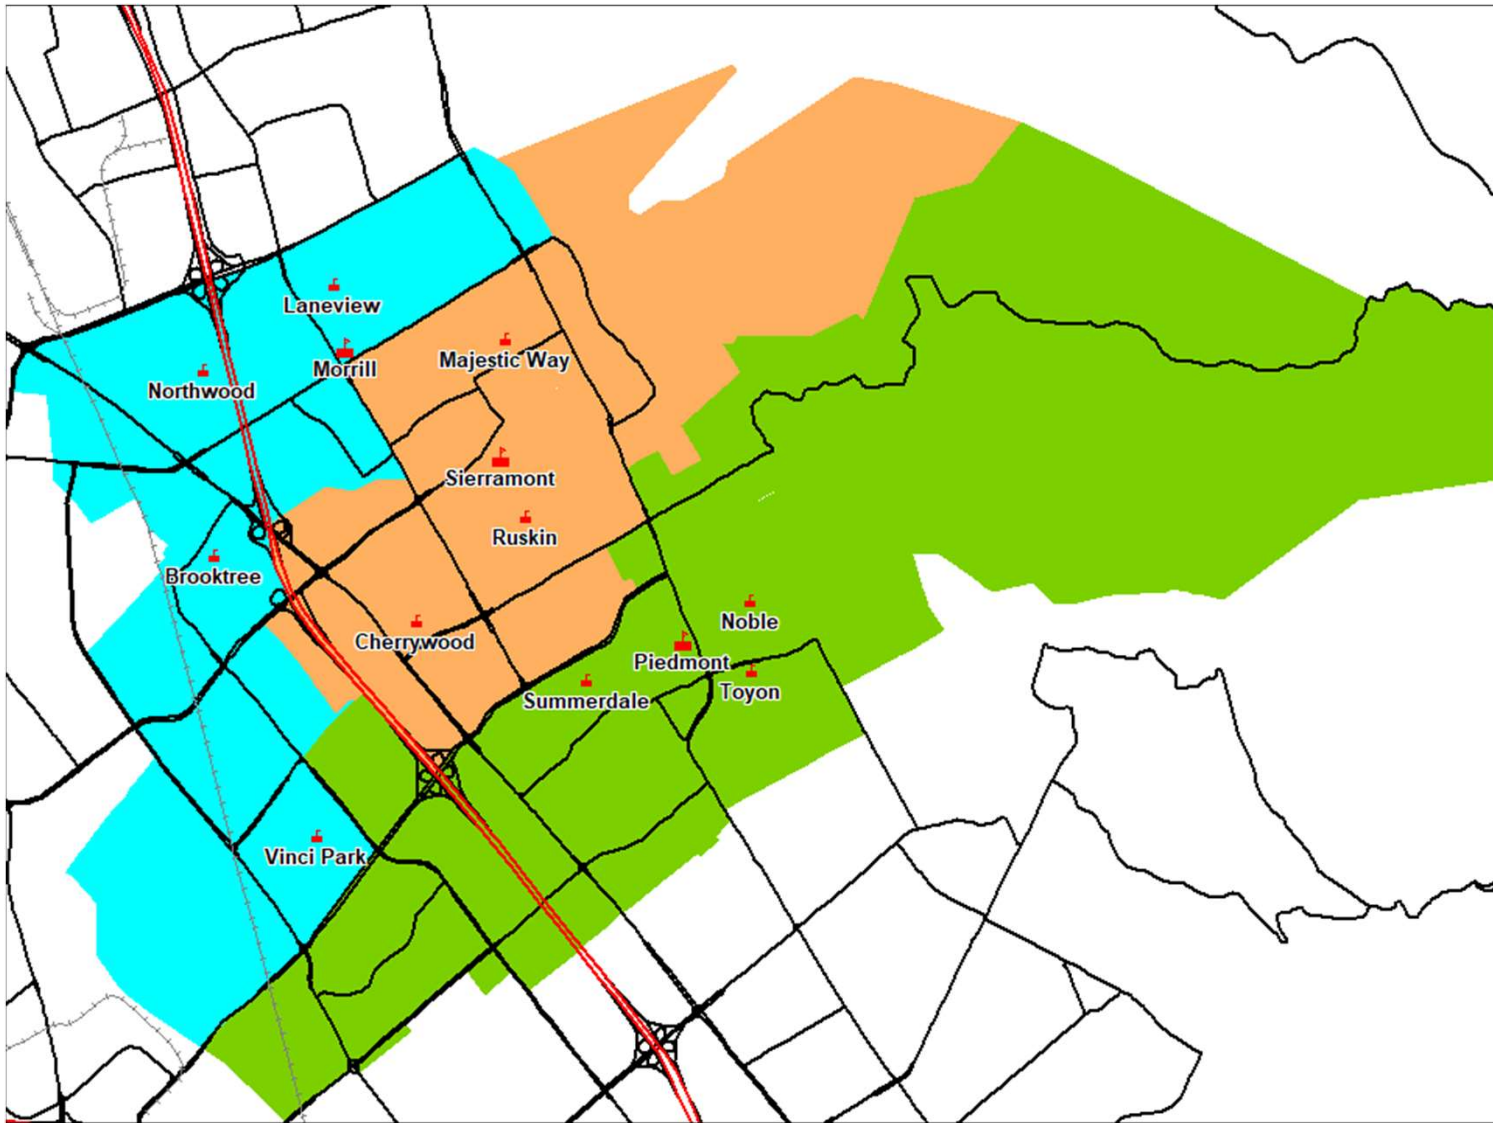 Laneview
Majestic Way
Morrill
Northwood
Sierramont
Ruskin
Brooktree
Noble
Cherrywood
Piedmont
Toyon
Summerdale
Vinci Park